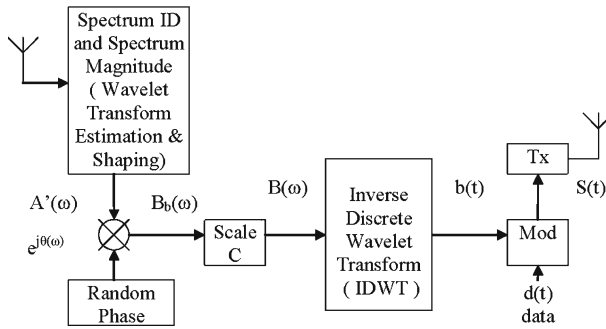 Spectrum ID
and Spectrum
Magnitude
( Wavelet
Transform
Estimation &
Shaping)
A’(ω)
e^{jθ(ω)}
Random
Phase
B_b(ω)
Scale
C
B(ω)
Inverse
Discrete
Wavelet
Transform
( IDWT)
b(t)
Tx
S(t)
Mod
d(t)
data